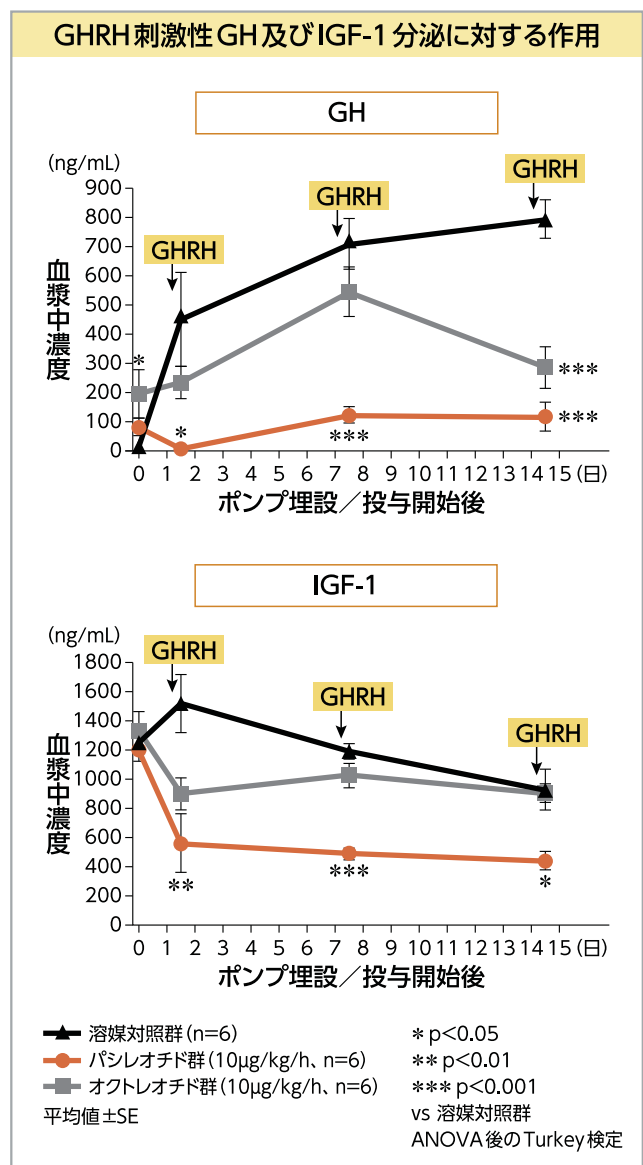 GHRH刺激性GH及びIGF-1分泌に対する作用
GH
(ng/mL)
血漿中濃度
900
800
700
600
500
400
300
200
100
0
GHRH
GHRH
GHRH
*
*
***
***
***
0 1 2 3 4 5 6 7 8 9 10 11 12 13 14 15 (日)
ポンプ埋設/投与開始後
IGF-1
(ng/mL)
血漿中濃度
1800
1600
1400
1200
1000
800
600
400
200
0
GHRH
GHRH
GHRH
**
***
*
0 1 2 3 4 5 6 7 8 9 10 11 12 13 14 15 (日)
ポンプ埋設/投与開始後
溶媒対照群(n=6)
パシレオチド群(10μg/kg/h、n=6)
オクトレオチド群(10μg/kg/h、n=6)
平均値±SE
* p<0.05
** p<0.01
*** p<0.001
vs 溶媒対照群
ANOVA後のTurkey検定